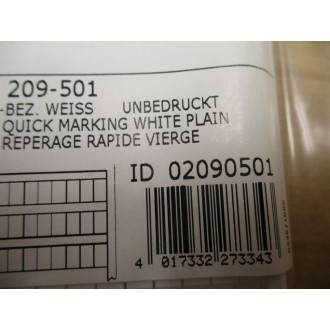 209-501
-BEZ. WEISS UNBEDRUCKT
QUICK MARKING WHITE PLAIN
REPERAGE RAPIDE VIERGE
ID 02090501
4 017332 273343